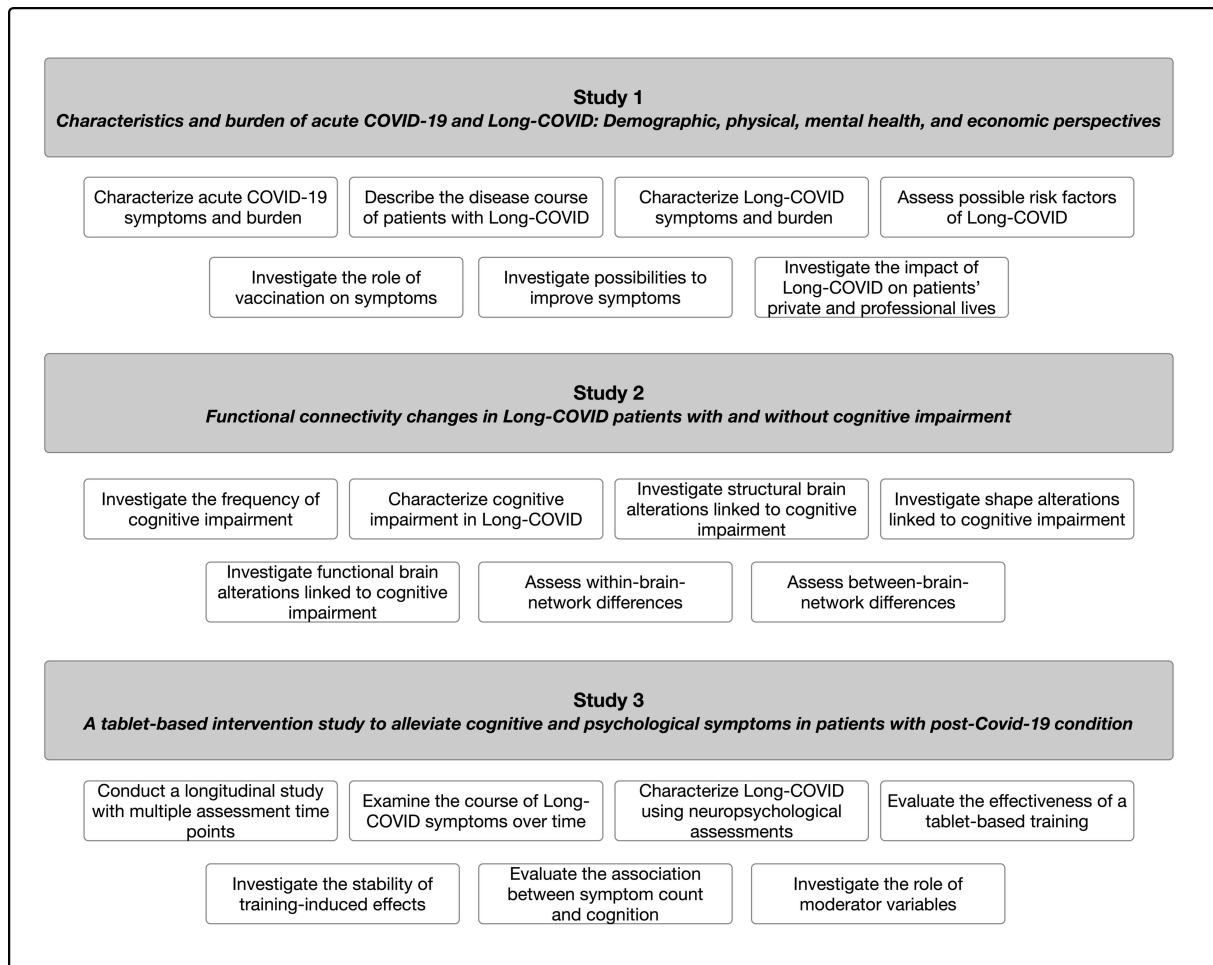 Study 1
Characteristics and burden of acute COVID-19 and Long-COVID: Demographic, physical, mental health, and economic perspectives
Characterize acute COVID-19
symptoms and burden
Describe the disease course
of patients with Long-COVID
Characterize Long-COVID
symptoms and burden
Assess possible risk factors
of Long-COVID
Investigate the role of
vaccination on symptoms
Investigate possibilities to
improve symptoms
Investigate the impact of
Long-COVID on patients’
private and professional lives
Study 2
Functional connectivity changes in Long-COVID patients with and without cognitive impairment
Investigate the frequency of
cognitive impairment
Characterize cognitive
impairment in Long-COVID
Investigate structural brain
alterations linked to cognitive
impairment
Investigate shape alterations
linked to cognitive impairment
Investigate functional brain
alterations linked to cognitive
impairment
Assess within-brain-
network differences
Assess between-brain-
network differences
Study 3
A tablet-based intervention study to alleviate cognitive and psychological symptoms in patients with post-Covid-19 condition
Conduct a longitudinal study
with multiple assessment time
points
Examine the course of Long-
COVID symptoms over time
Characterize Long-COVID
using neuropsychological
assessments
Evaluate the effectiveness of a
tablet-based training
Investigate the stability of
training-induced effects
Evaluate the association
between symptom count
and cognition
Investigate the role of
moderator variables